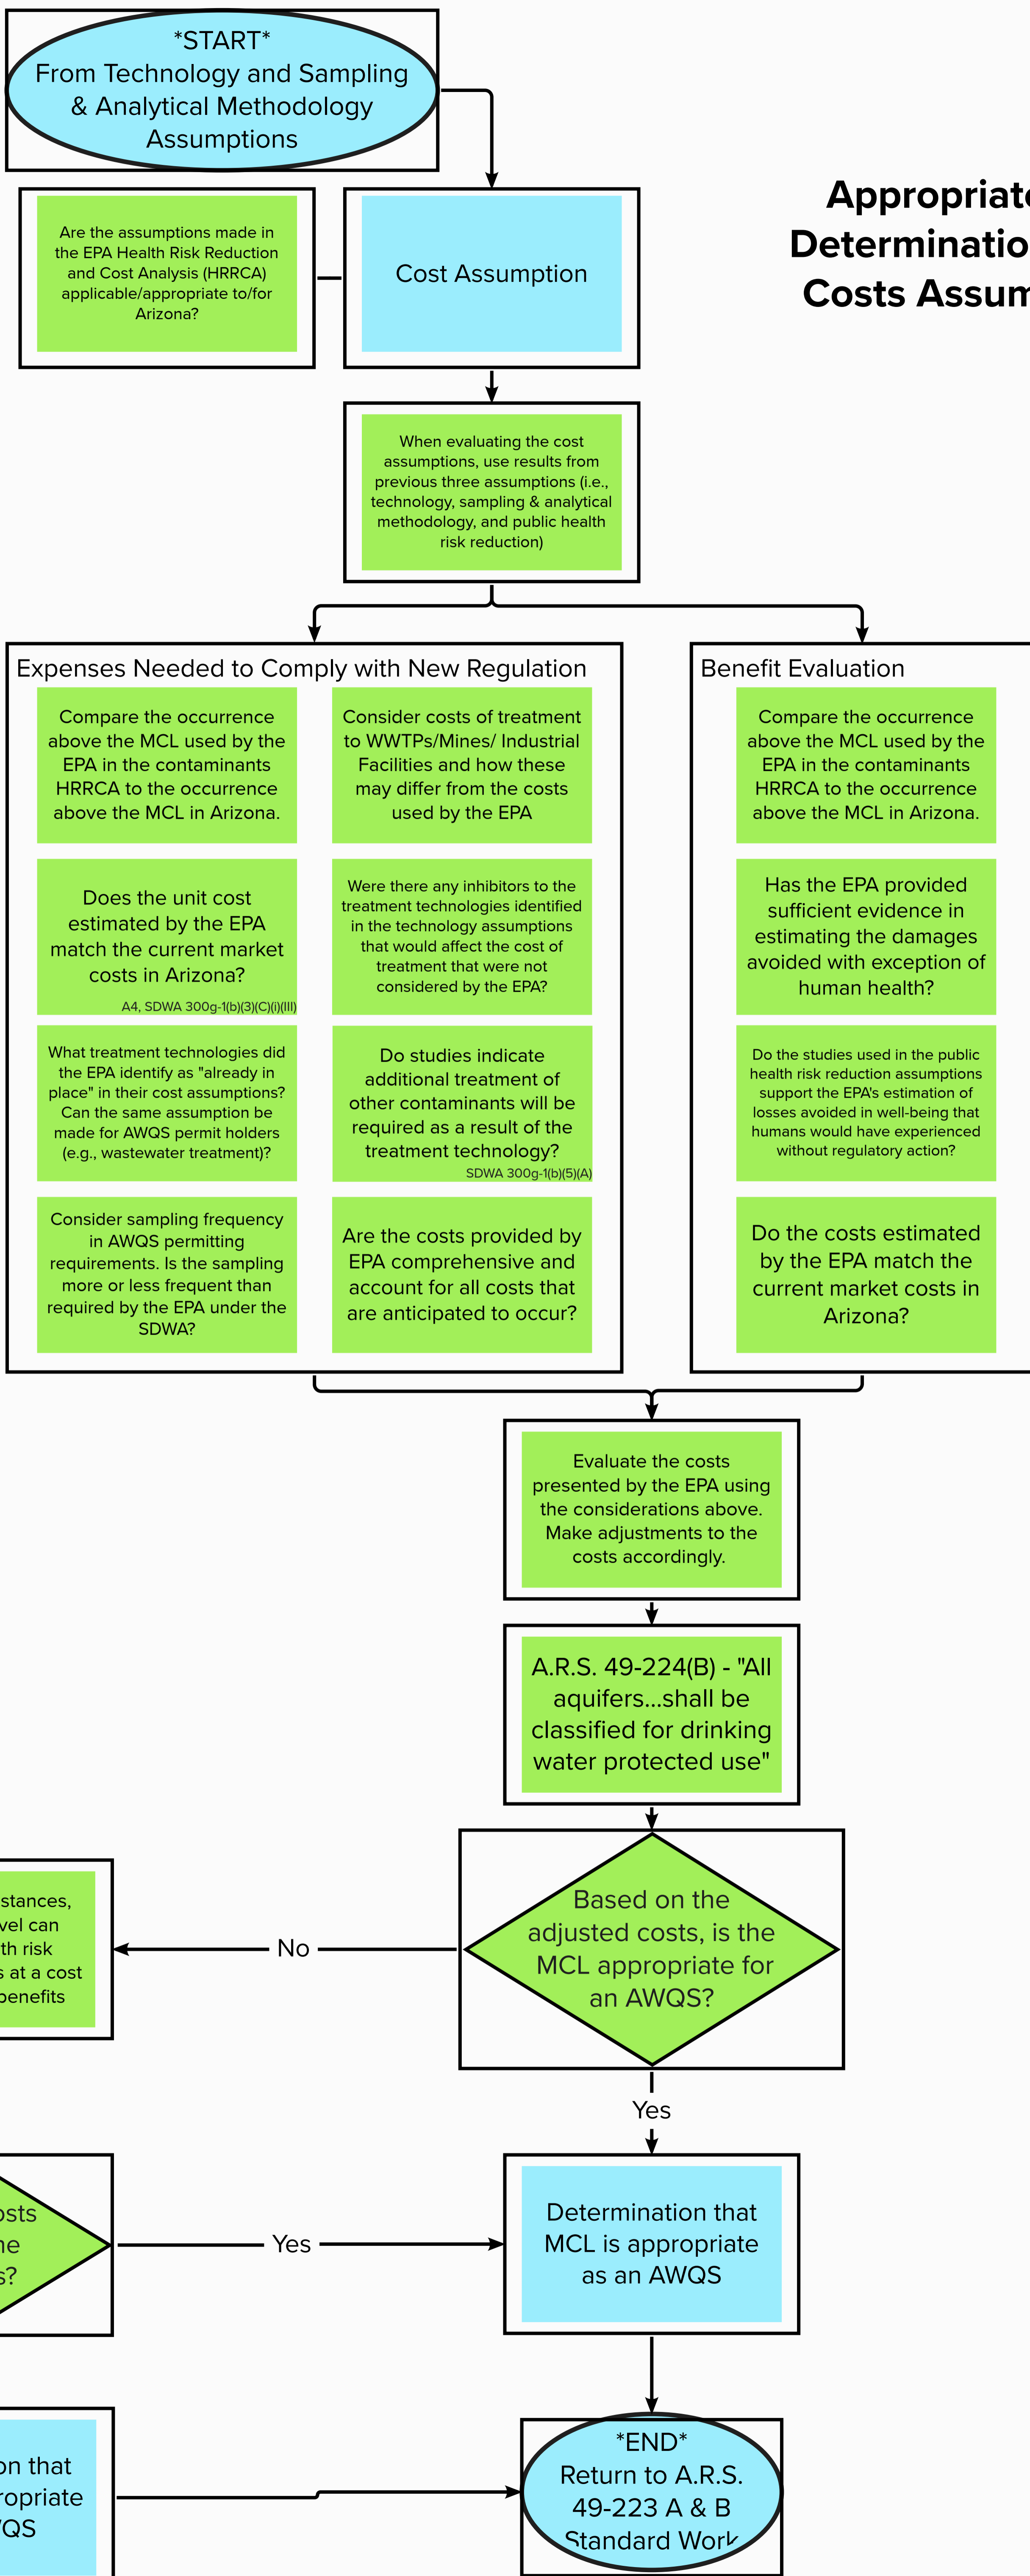 *START*
From Technology and Sampling
& Analytical Methodology
Assumptions
Are the assumptions made in
the EPA Health Risk Reduction
and Cost Analysis (HRRCA)
applicable/appropriate to/for
Arizona?
Cost Assumption
Appropriate
Determinatio
Costs Assum
When evaluating the cost
assumptions, use results from
previous three assumptions (i.e.,
technology, sampling & analytical
methodology, and public health
risk reduction)
Expenses Needed to Comply with New Regulation
Compare the occurrence
above the MCL used by the
EPA in the contaminants
HRRCA to the occurrence
above the MCL in Arizona.
Consider costs of treatment
to WWTPs/Mines/ Industrial
Facilities and how these
may differ from the costs
used by the EPA
Does the unit cost
estimated by the EPA
match the current market
costs in Arizona?
A4, SDWA 300g-1(b)(3)(C)(i)(III)
Were there any inhibitors to the
treatment technologies identified
in the technology assumptions
that would affect the cost of
treatment that were not
considered by the EPA?
What treatment technologies did
the EPA identify as "already in
place" in their cost assumptions?
Can the same assumption be
made for AWQS permit holders
(e.g., wastewater treatment)?
Do studies indicate
additional treatment of
other contaminants will be
required as a result of the
treatment technology?
SDWA 300g-1(b)(5)(A)
Consider sampling frequency
in AWQS permitting
requirements. Is the sampling
more or less frequent than
required by the EPA under the
SDWA?
Are the costs provided by
EPA comprehensive and
account for all costs that
are anticipated to occur?
Benefit Evaluation
Compare the occurrence
above the MCL used by the
EPA in the contaminants
HRRCA to the occurrence
above the MCL in Arizona.
Has the EPA provided
sufficient evidence in
estimating the damages
avoided with exception of
human health?
Do the studies used in the public
health risk reduction assumptions
support the EPA's estimation of
losses avoided in well-being that
humans would have experienced
without regulatory action?
Do the costs estimated
by the EPA match the
current market costs in
Arizona?
Evaluate the costs
presented by the EPA using
the considerations above.
Make adjustments to the
costs accordingly.
A.R.S. 49-224(B) - "All
aquifers...shall be
classified for drinking
water protected use"
Based on the
adjusted costs, is the
MCL appropriate for
an AWQS?
No
stances,
vel can
th risk
s at a cost
benefits
Yes
osts
ne
s?
Yes
Determination that
MCL is appropriate
as an AWQS
on that
ropriate
WQS
*END*
Return to A.R.S.
49-223 A & B
Standard Work